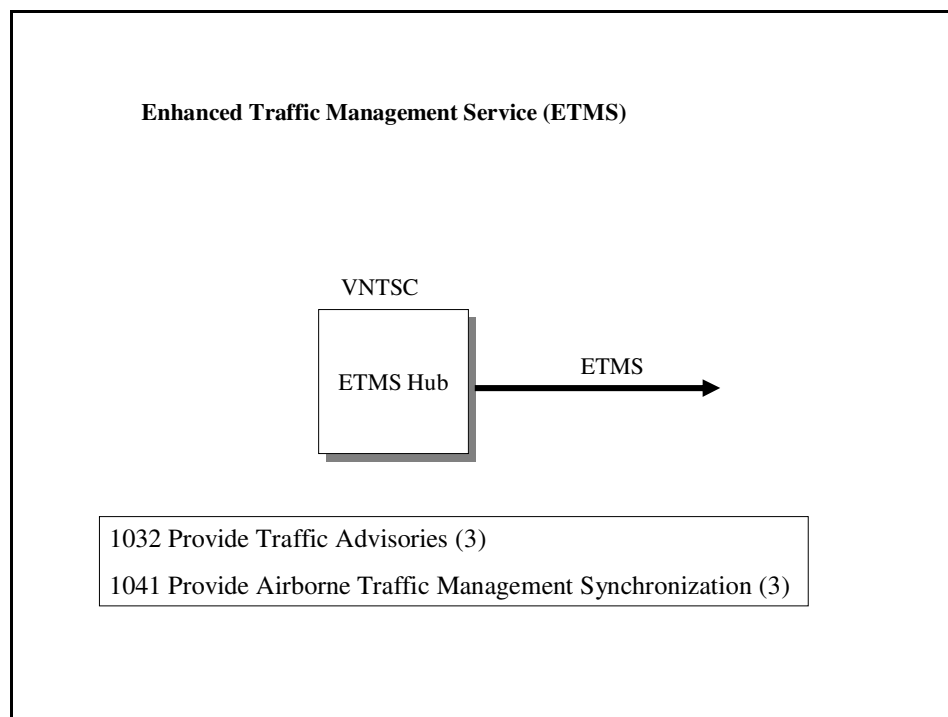 Enhanced Traffic Management Service (ETMS)
VNTSC
ETMS Hub
ETMS
1032 Provide Traffic Advisories (3)
1041 Provide Airborne Traffic Management Synchronization (3)